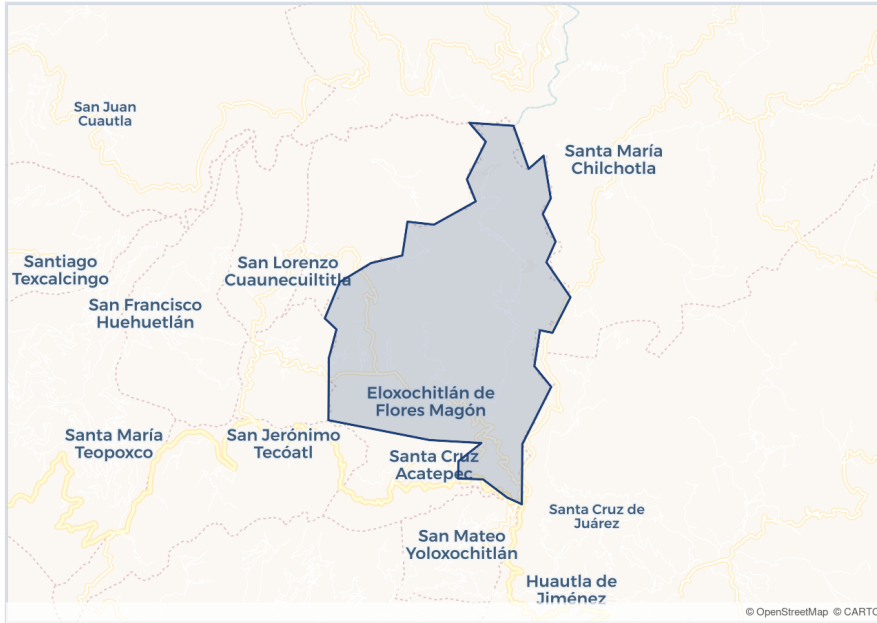 San Juan
Cuautla
Santa María
Chilchotla
Santiago
Texcalcingo
San Lorenzo
Cuaunecuiltitla
San Francisco
Huehuetlán
Eloxochitlán de
Flores Magón
Santa María
Teopoxco
San Jerónimo
Tecóatl
Santa Cruz
Acatepec
Santa Cruz de
Juárez
San Mateo
Yoloxochitlán
Huautla de
Jiménez
© OpenStreetMap © CARTO